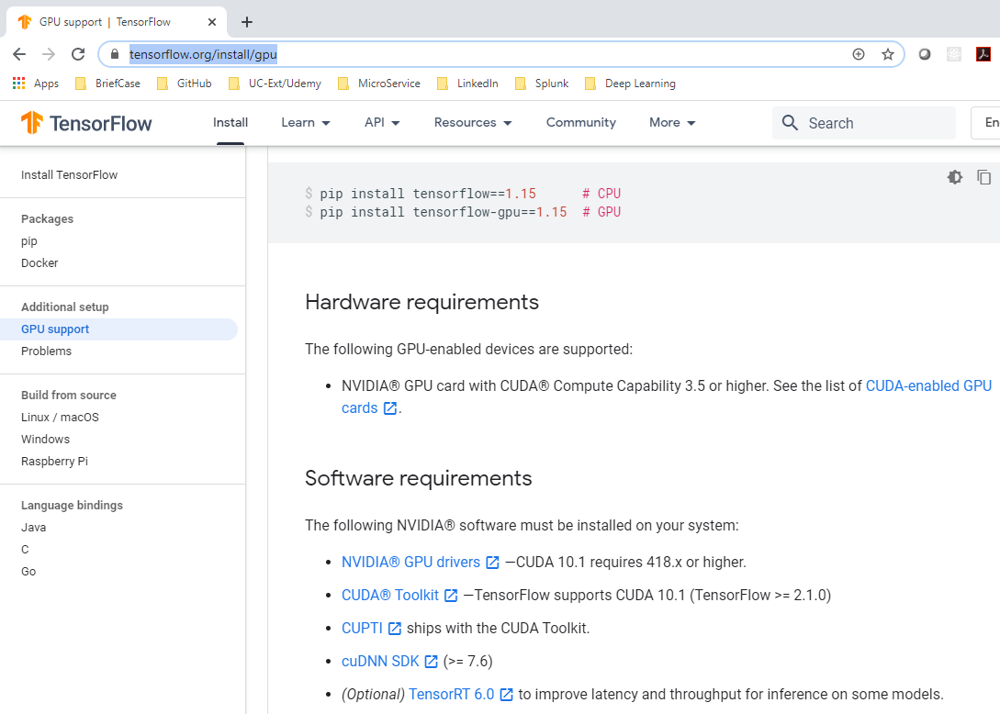 GPU support | TensorFlow
tensorflow.org/install/gpu
Apps BriefCase GitHub UC-Ext/Udemy MicroService LinkedIn Splunk Deep Learning
TensorFlow Install Learn API Resources Community More Search En
Install TensorFlow
Packages
pip
Docker
Additional setup
GPU support
Problems
Build from source
Linux / macOS
Windows
Raspberry Pi
Language bindings
Java
C
Go
$ pip install tensorflow==1.15 # CPU
$ pip install tensorflow-gpu==1.15 # GPU
Hardware requirements
The following GPU-enabled devices are supported:
• NVIDIA® GPU card with CUDA® Compute Capability 3.5 or higher. See the list of CUDA-enabled GPU
cards .
Software requirements
The following NVIDIA® software must be installed on your system:
• NVIDIA® GPU drivers —CUDA 10.1 requires 418.x or higher.
• CUDA® Toolkit —TensorFlow supports CUDA 10.1 (TensorFlow >= 2.1.0)
• CUPTI ships with the CUDA Toolkit.
• cuDNN SDK (>= 7.6)
• (Optional) TensorRT 6.0 to improve latency and throughput for inference on some models.